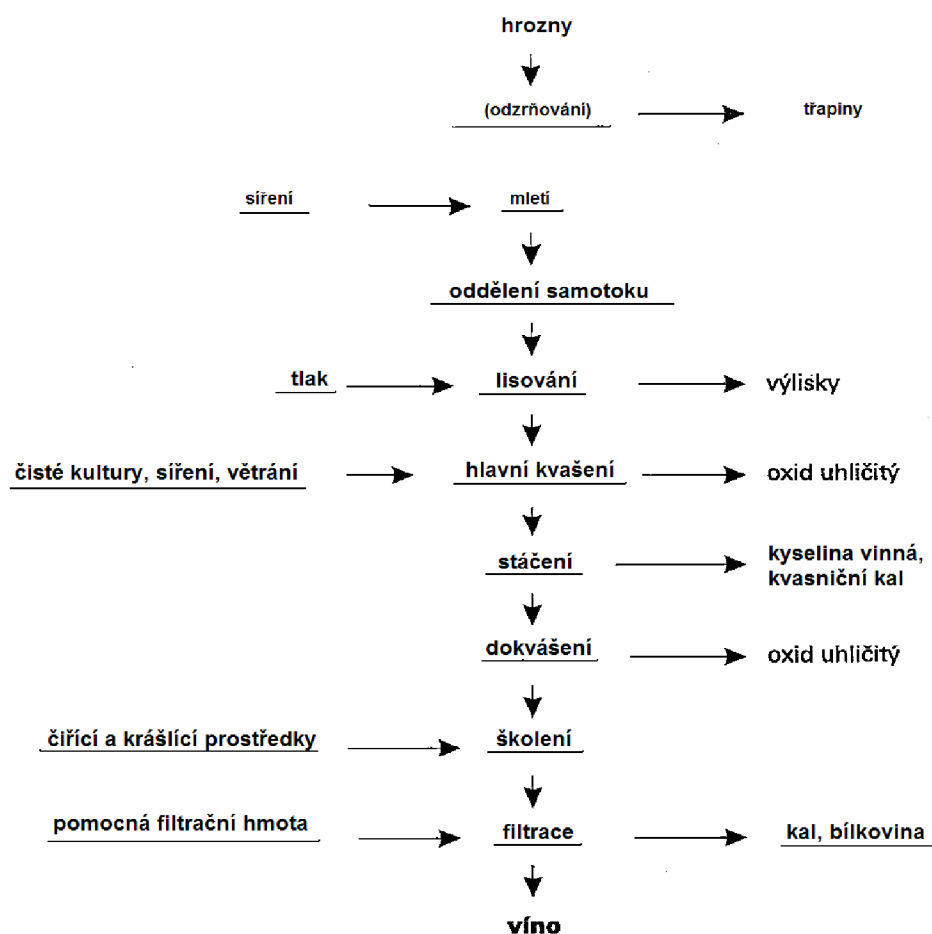 hrozny
(odzrňování)
třapiny
síření
mletí
oddělení samotoku
tlak
lisování
výlisky
čisté kultury, síření, větrání
hlavní kvašení
oxid uhličitý
stáčení
kyselina vinná,
kvasniční kal
dokvášení
oxid uhličitý
čiřící a krášlící prostředky
školení
pomocná filtrační hmota
filtrace
kal, bílkovina
víno